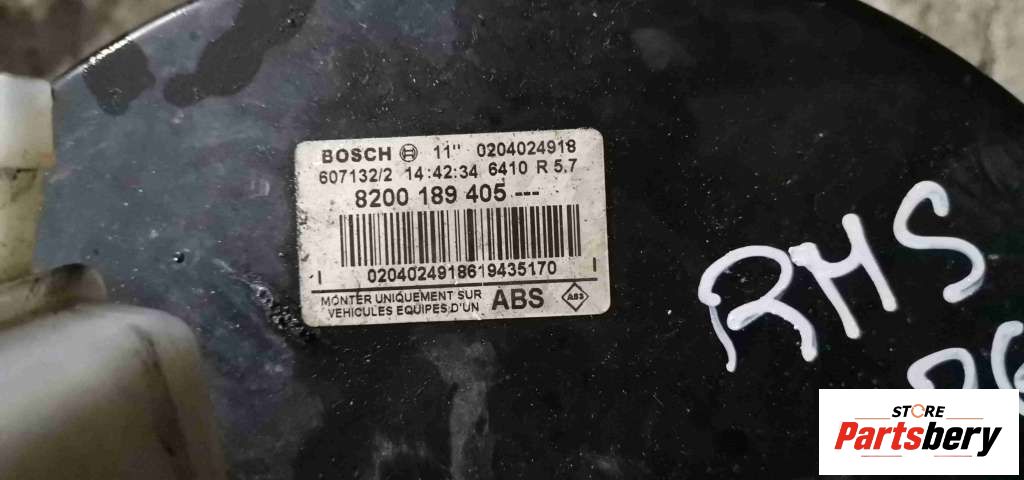 BOSCH 11" 0204024918
607132/2 14:42:34 6410 R 5.7
8200 189 405 ---
0204024918619435170
MONTER UNIQUEMENT SUR
VEHICULES EQUIPES D'UN ABS ABS
RHS
STORE
Partsbery